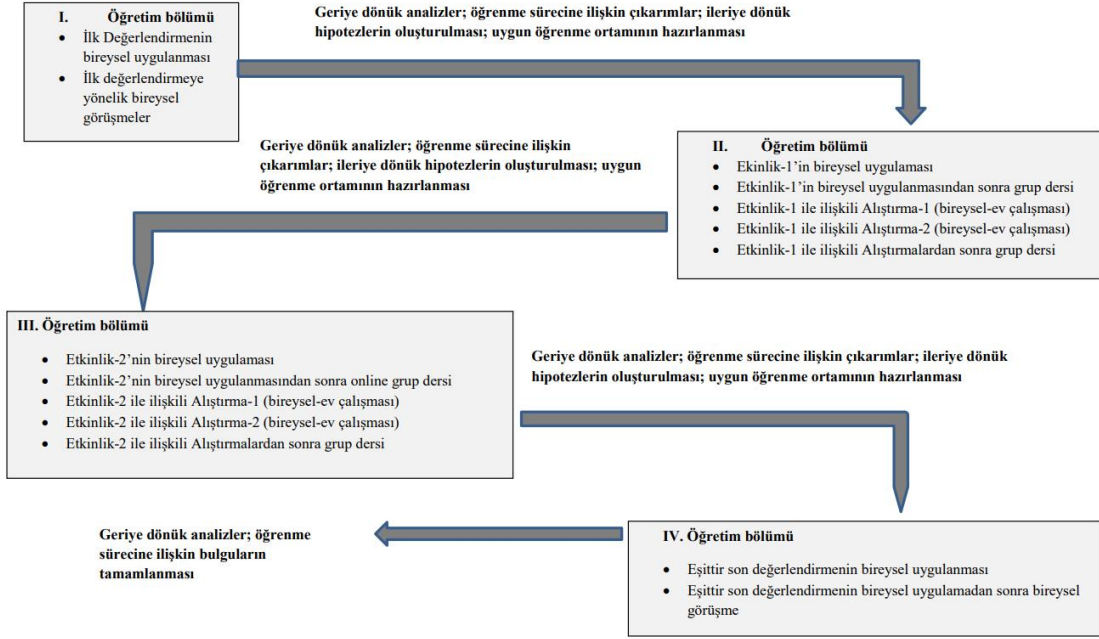 I. Öğretim bölümü
• İlk Değerlendirmenin
bireysel uygulanması
• İlk değerlendirmeye
yönelik bireysel
görüşmeler
Geriye dönük analizler; öğrenme sürecine ilişkin çıkarımlar; ileriye dönük
hipotezlerin oluşturulması; uygun öğrenme ortamının hazırlanması
II. Öğretim bölümü
• Ekinlik-1’in bireysel uygulaması
• Etkinlik-1’in bireysel uygulanmasından sonra grup dersi
• Etkinlik-1 ile ilişkili Alıştırma-1 (bireysel-ev çalışması)
• Etkinlik-1 ile ilişkili Alıştırma-2 (bireysel-ev çalışması)
• Etkinlik-1 ile ilişkili Alıştırmalardan sonra grup dersi
Geriye dönük analizler; öğrenme sürecine ilişkin
çıkarımlar; ileriye dönük hipotezlerin oluşturulması; uygun
öğrenme ortamının hazırlanması
III. Öğretim bölümü
• Etkinlik-2’nin bireysel uygulaması
• Etkinlik-2’nin bireysel uygulanmasından sonra online grup dersi
• Etkinlik-2 ile ilişkili Alıştırma-1 (bireysel-ev çalışması)
• Etkinlik-2 ile ilişkili Alıştırma-2 (bireysel-ev çalışması)
• Etkinlik-2 ile ilişkili Alıştırmalardan sonra grup dersi
Geriye dönük analizler; öğrenme sürecine ilişkin çıkarımlar; ileriye dönük
hipotezlerin oluşturulması; uygun öğrenme ortamının hazırlanması
IV. Öğretim bölümü
• Eşittir son değerlendirmenin bireysel uygulanması
• Eşittir son değerlendirmenin bireysel uygulamadan sonra bireysel
görüşme
Geriye dönük analizler; öğrenme
sürecine ilişkin bulguların
tamamlanması